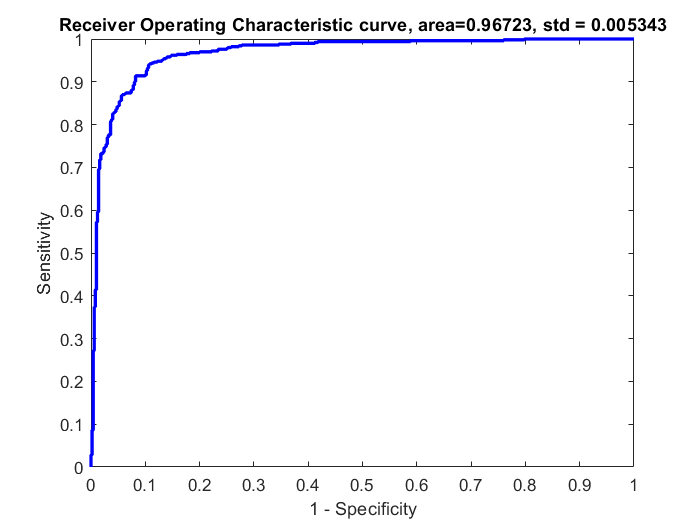 Receiver Operating Characteristic curve, area=0.96723, std = 0.005343
1
0.9
0.8
0.7
0.6
0.5
0.4
0.3
0.2
0.1
0
Sensitivity
0 0.1 0.2 0.3 0.4 0.5 0.6 0.7 0.8 0.9 1
1 - Specificity